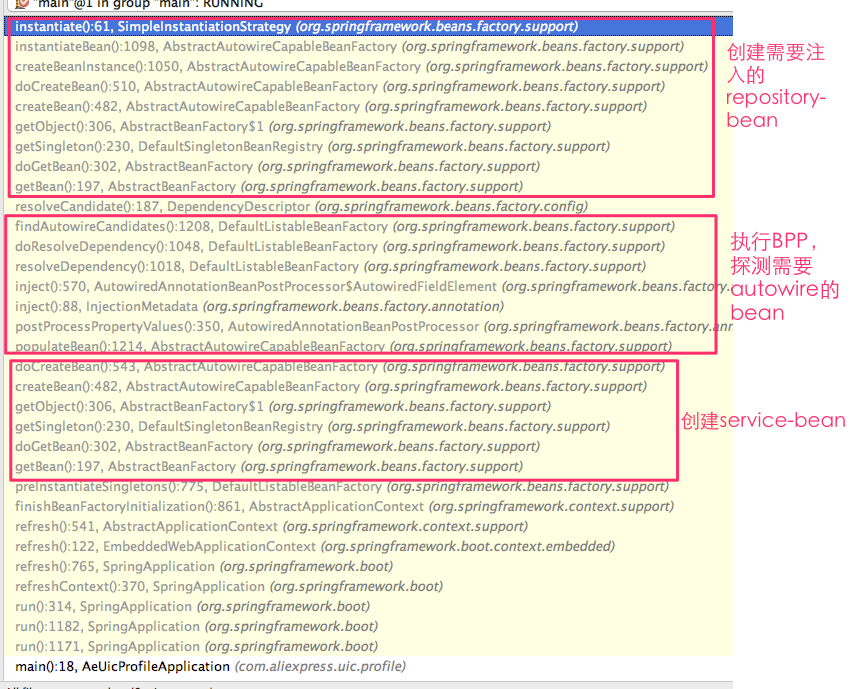 "main"@1 in group "main": RUNNING
instantiate():61, SimpleInstantiationStrategy (org.springframework.beans.factory.support)
instantiateBean():1098, AbstractAutowireCapableBeanFactory (org.springframework.beans.factory.support)
createBeanInstance():1050, AbstractAutowireCapableBeanFactory (org.springframework.beans.factory.support)
doCreateBean():510, AbstractAutowireCapableBeanFactory (org.springframework.beans.factory.support)
createBean():482, AbstractAutowireCapableBeanFactory (org.springframework.beans.factory.support)
getObject():306, AbstractBeanFactory$1 (org.springframework.beans.factory.support)
getSingleton():230, DefaultSingletonBeanRegistry (org.springframework.beans.factory.support)
doGetBean():302, AbstractBeanFactory (org.springframework.beans.factory.support)
getBean():197, AbstractBeanFactory (org.springframework.beans.factory.support)
创建需要注
入的
repository-
bean
resolveCandidate():187, DependencyDescriptor (org.springframework.beans.factory.config)
findAutowireCandidates():1208, DefaultListableBeanFactory (org.springframework.beans.factory.support)
doResolveDependency():1048, DefaultListableBeanFactory (org.springframework.beans.factory.support)
resolveDependency():1018, DefaultListableBeanFactory (org.springframework.beans.factory.support)
inject():570, AutowiredAnnotationBeanPostProcessor$AutowiredFieldElement (org.springframework.beans.factory.
inject():88, InjectionMetadata (org.springframework.beans.factory.annotation)
postProcessPropertyValues():350, AutowiredAnnotationBeanPostProcessor (org.springframework.beans.factory.ann
populateBean():1214, AbstractAutowireCapableBeanFactory (org.springframework.beans.factory.support)
执行BPP，
探测需要
autowire的
bean
doCreateBean():543, AbstractAutowireCapableBeanFactory (org.springframework.beans.factory.support)
createBean():482, AbstractAutowireCapableBeanFactory (org.springframework.beans.factory.support)
getObject():306, AbstractBeanFactory$1 (org.springframework.beans.factory.support)
getSingleton():230, DefaultSingletonBeanRegistry (org.springframework.beans.factory.support)
doGetBean():302, AbstractBeanFactory (org.springframework.beans.factory.support)
getBean():197, AbstractBeanFactory (org.springframework.beans.factory.support)
创建service-bean
preInstantiateSingletons():775, DefaultListableBeanFactory (org.springframework.beans.factory.support)
finishBeanFactoryInitialization():861, AbstractApplicationContext (org.springframework.context.support)
refresh():541, AbstractApplicationContext (org.springframework.context.support)
refresh():122, EmbeddedWebApplicationContext (org.springframework.boot.context.embedded)
refresh():765, SpringApplication (org.springframework.boot)
refreshContext():370, SpringApplication (org.springframework.boot)
run():314, SpringApplication (org.springframework.boot)
run():1182, SpringApplication (org.springframework.boot)
run():1171, SpringApplication (org.springframework.boot)
main():18, AeUicProfileApplication (com.aliexpress.uic.profile)